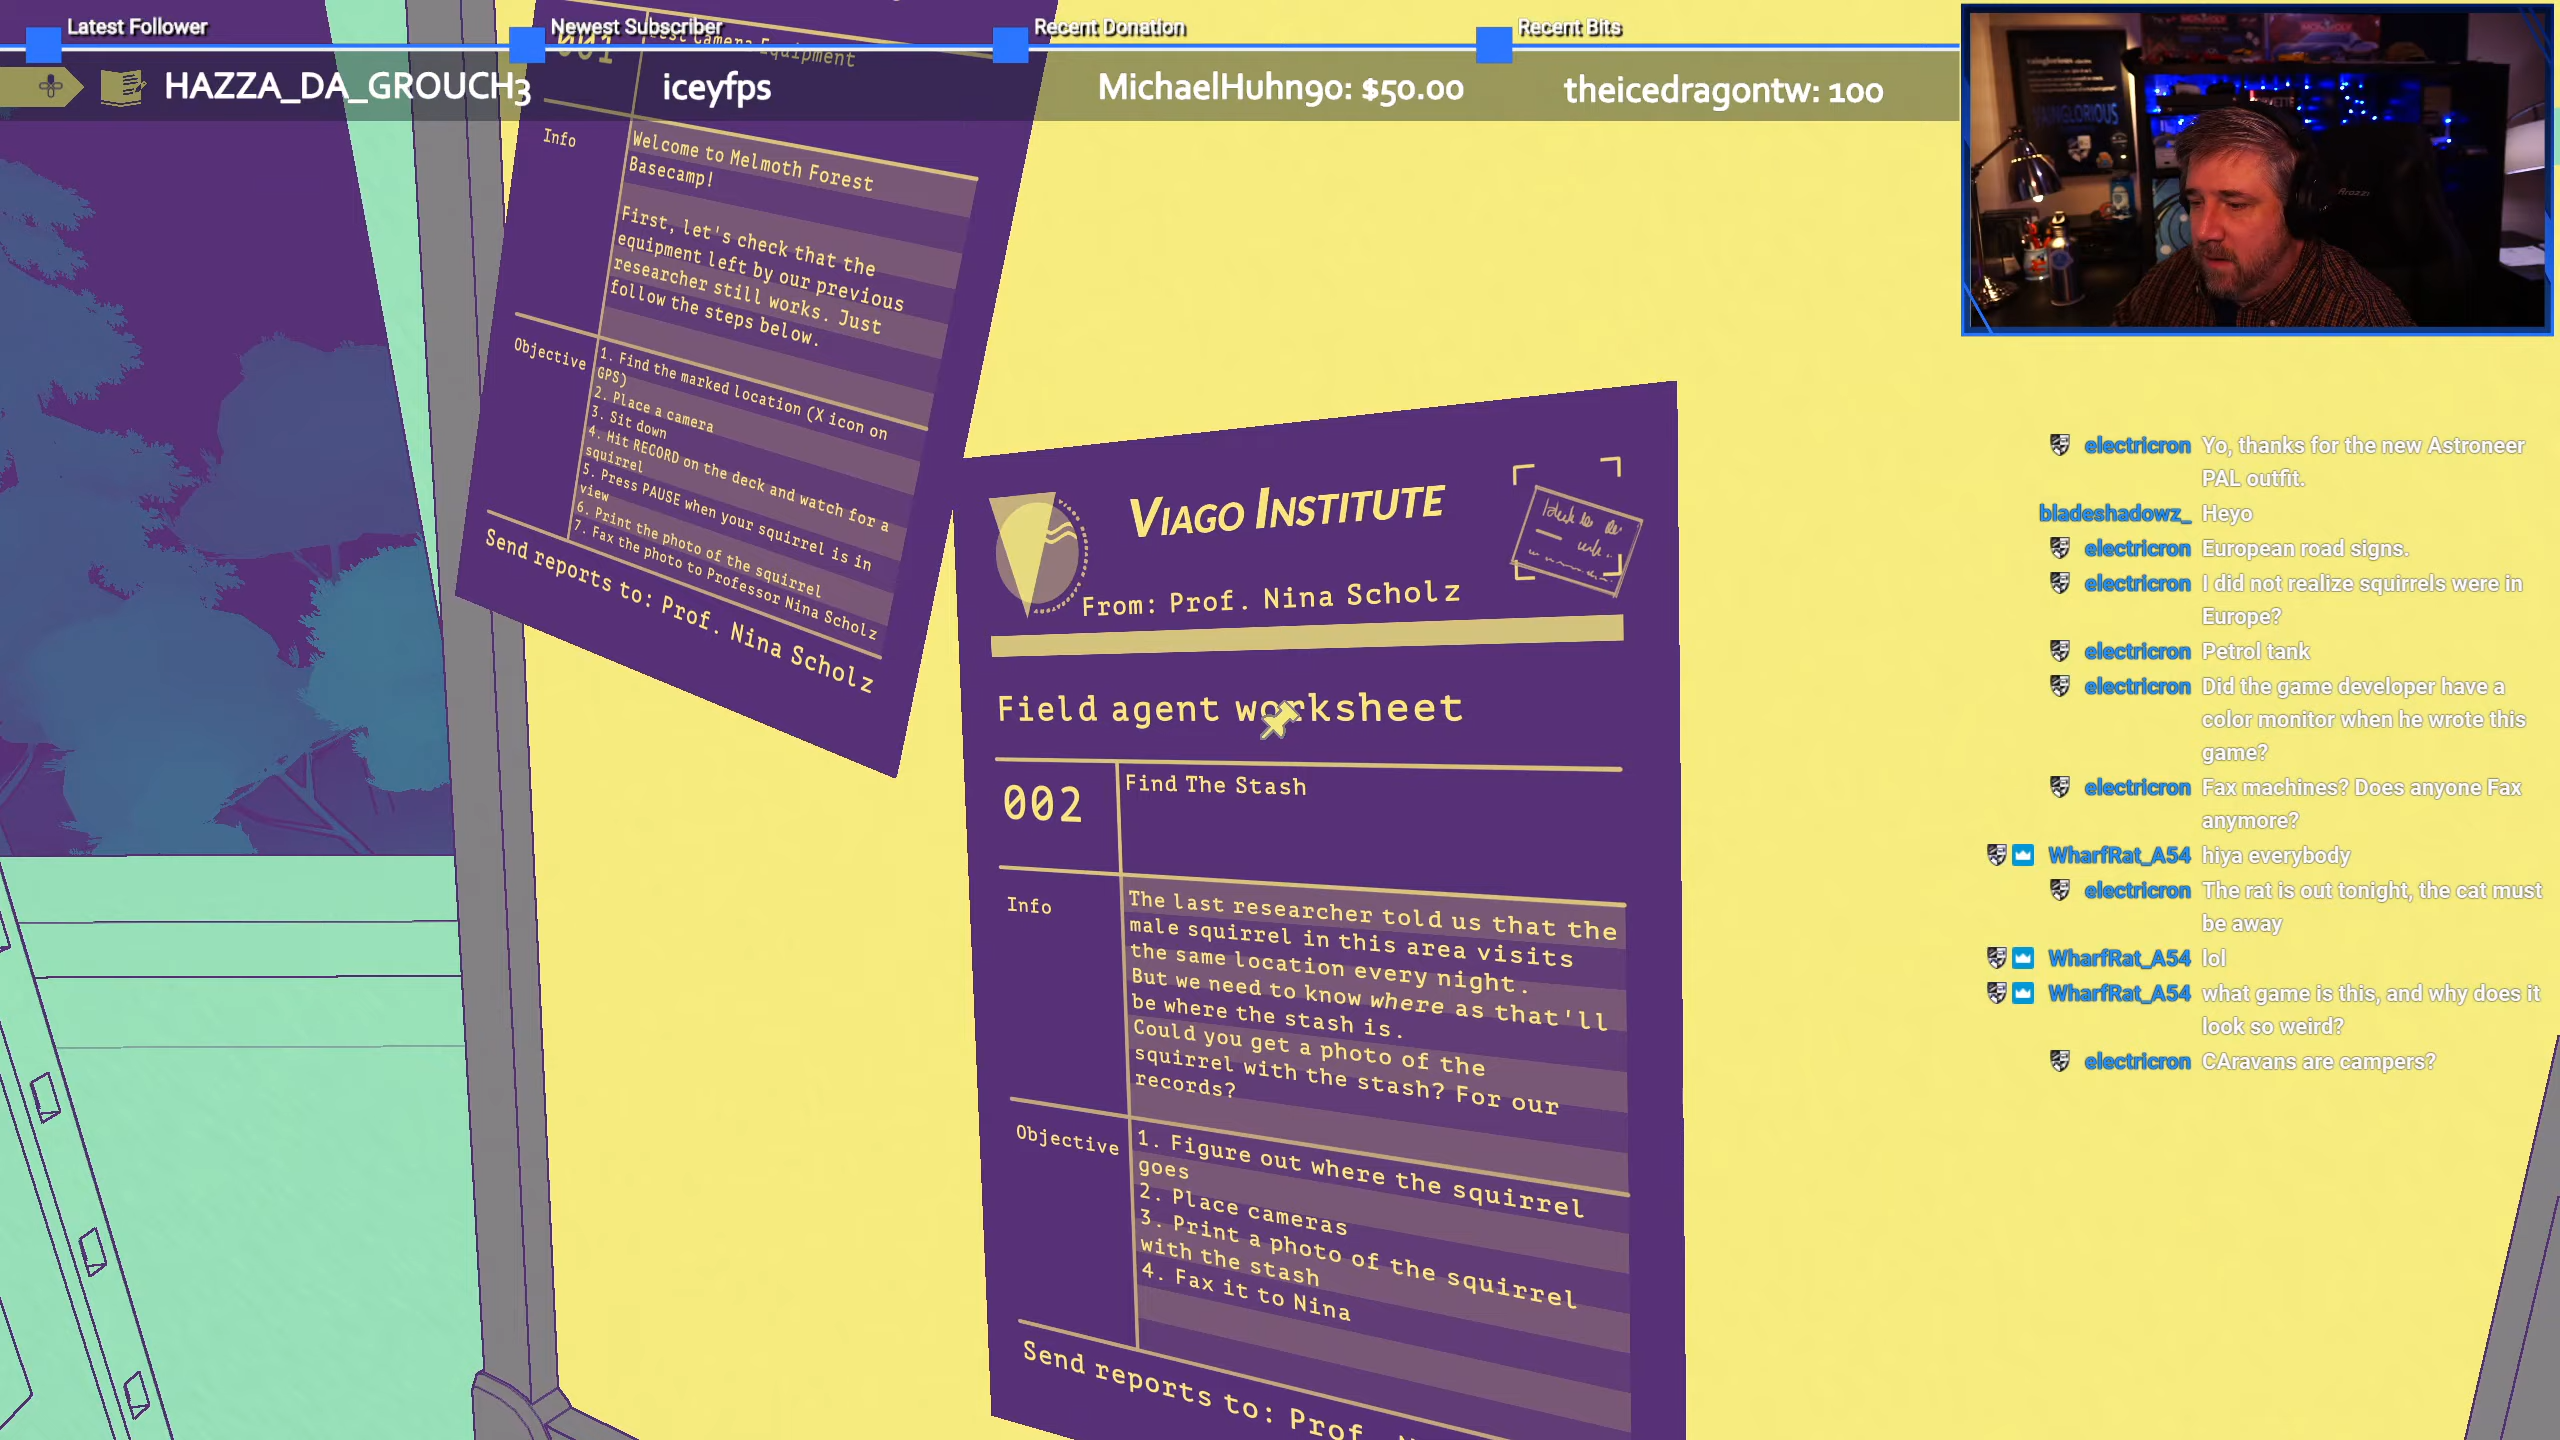 Latest Follower
Newest Subscriber
Recent Donation
Recent Bits
HAZZA_DA_GROUCH3
iceyfps
MichaelHuhn90: $50.00
theicedragontw: 100
001
Test Camera Equipment
Info
Welcome to Melmoth Forest
Basecamp!
First, let's check that the
equipment left by our previous
researcher still works. Just
follow the steps below.
Objective
1. Find the marked location (X icon on
GPS)
2. Place a camera
3. Sit down
4. Hit RECORD on the deck and watch for a
squirrel
5. Press PAUSE when your squirrel is in
view
6. Print the photo of the squirrel
7. Fax the photo to Professor Nina Scholz
Send reports to: Prof. Nina Scholz
VIAGO INSTITUTE
From: Prof. Nina Scholz
Field agent worksheet
002
Find The Stash
Info
The last researcher told us that the
male squirrel in this area visits
the same location every night.
But we need to know where as that'll
be where the stash is.
Could you get a photo of the
squirrel with the stash? For our
records?
Objective
1. Figure out where the squirrel
goes
2. Place cameras
3. Print a photo of the squirrel
with the stash
4. Fax it to Nina
Send reports to: Prof.
VAINGLORIOUS
electricron Yo, thanks for the new Astroneer
PAL outfit.
bladeshadowz_ Heyo
electricron European road signs.
electricron I did not realize squirrels were in
Europe?
electricron Petrol tank
electricron Did the game developer have a
color monitor when he wrote this
game?
electricron Fax machines? Does anyone Fax
anymore?
WharfRat_A54 hiya everybody
electricron The rat is out tonight, the cat must
be away
WharfRat_A54 lol
WharfRat_A54 what game is this, and why does it
look so weird?
electricron CAravans are campers?